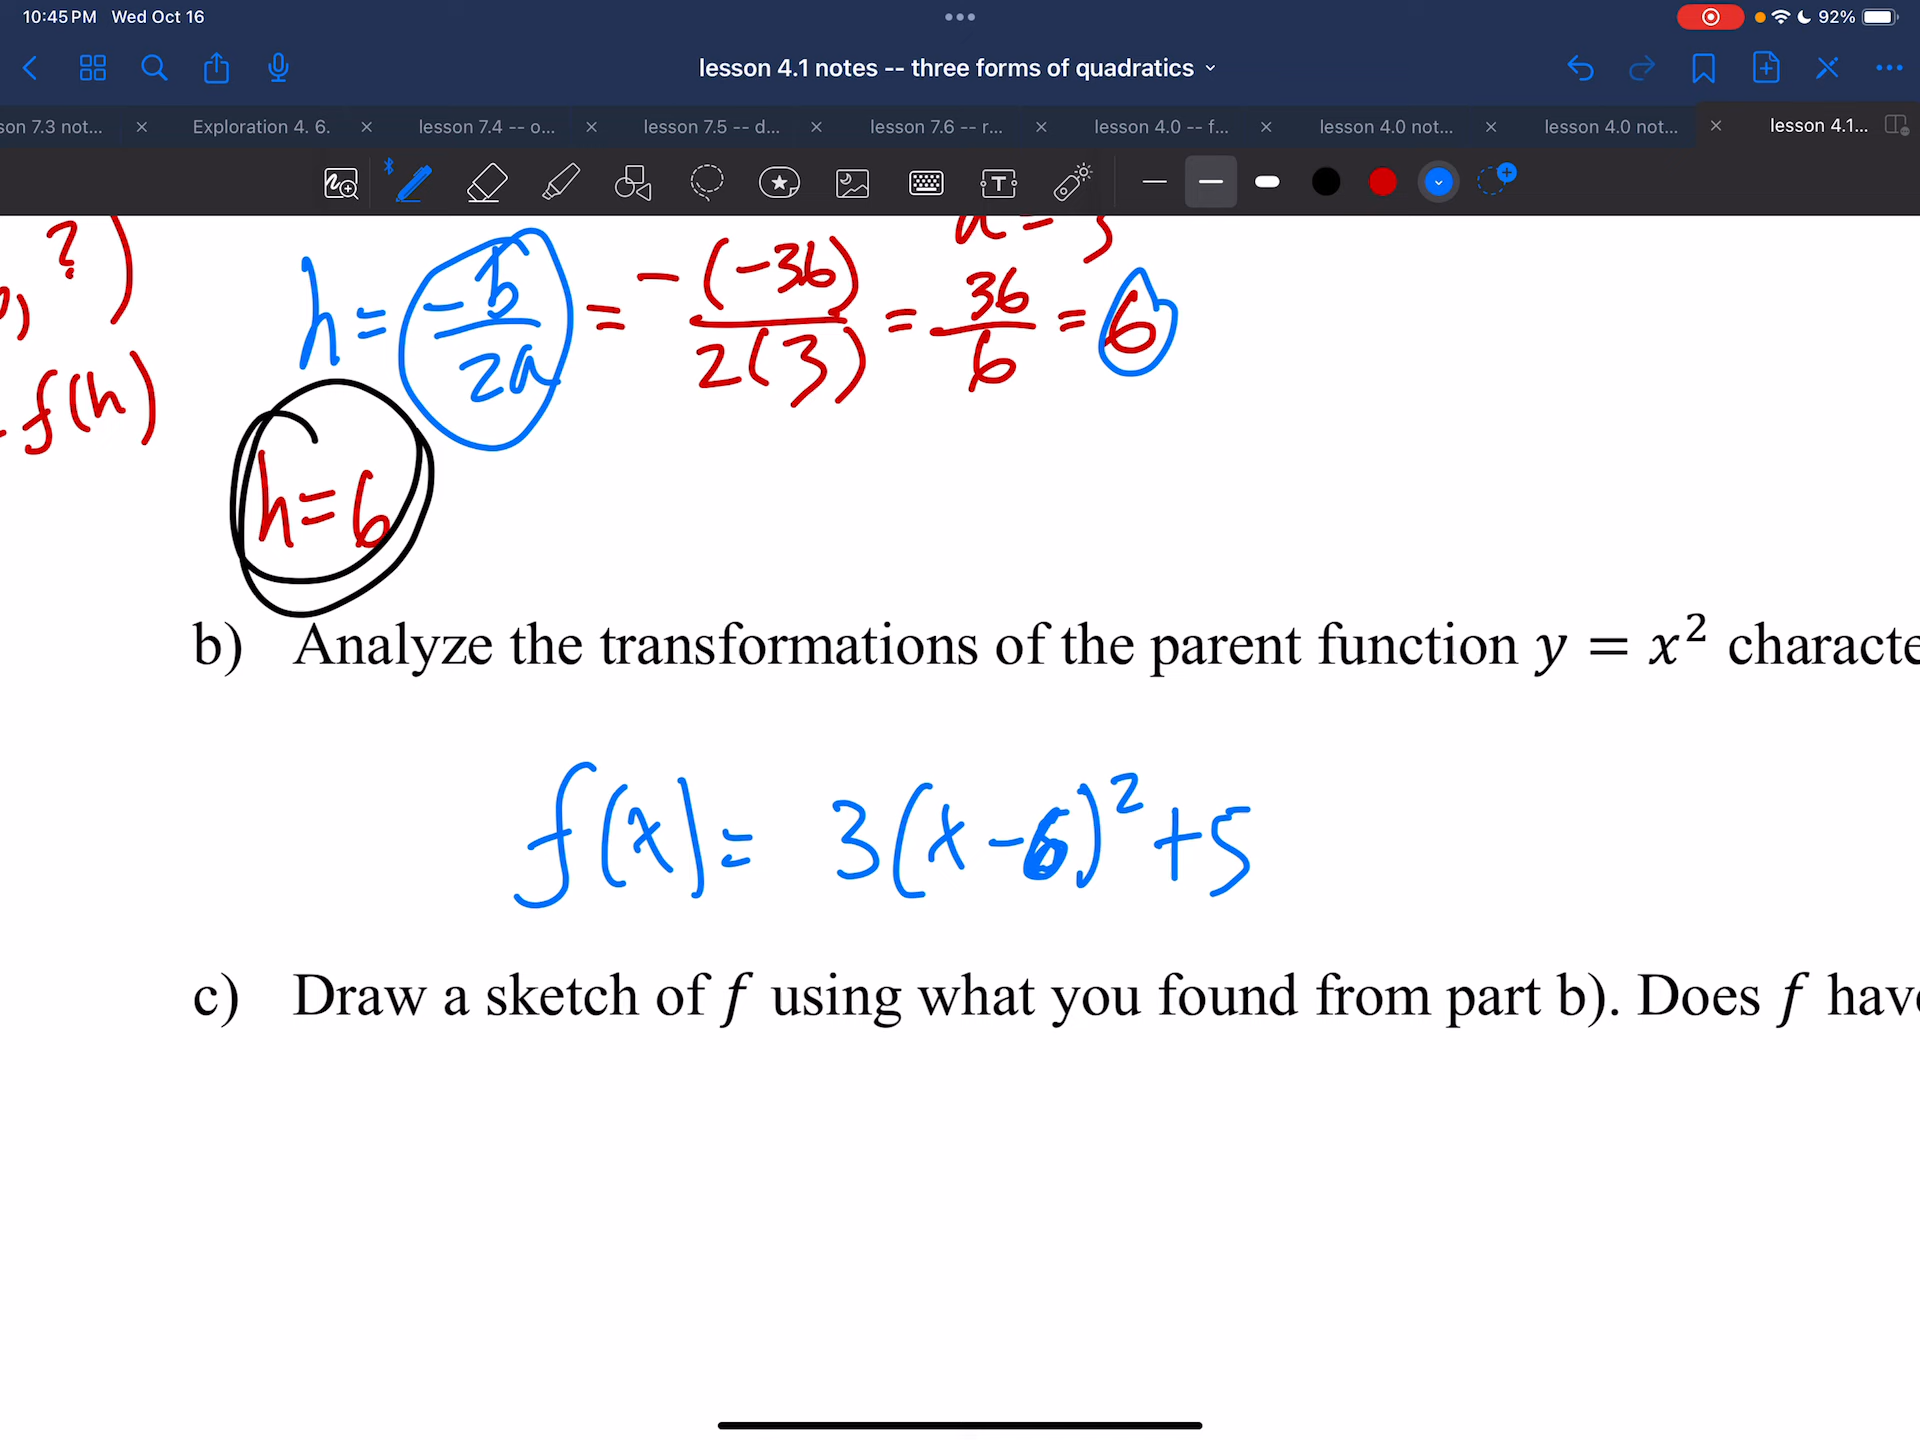 10:45 PM Wed Oct 16 92%
lesson 4.1 notes -- three forms of quadratics
son 7.3 not... Exploration 4. 6. lesson 7.4 -- o... lesson 7.5 -- d... lesson 7.6 -- r... lesson 4.0 -- f... lesson 4.0 not... lesson 4.0 not... lesson 4.1...
?)
h = -b/2a = -(-36)/2(3) = 36/6 = 6
f(h)
h = 6
b) Analyze the transformations of the parent function y = x² characte
f(x) = 3(x - 6)² + 5
c) Draw a sketch of f using what you found from part b). Does f have